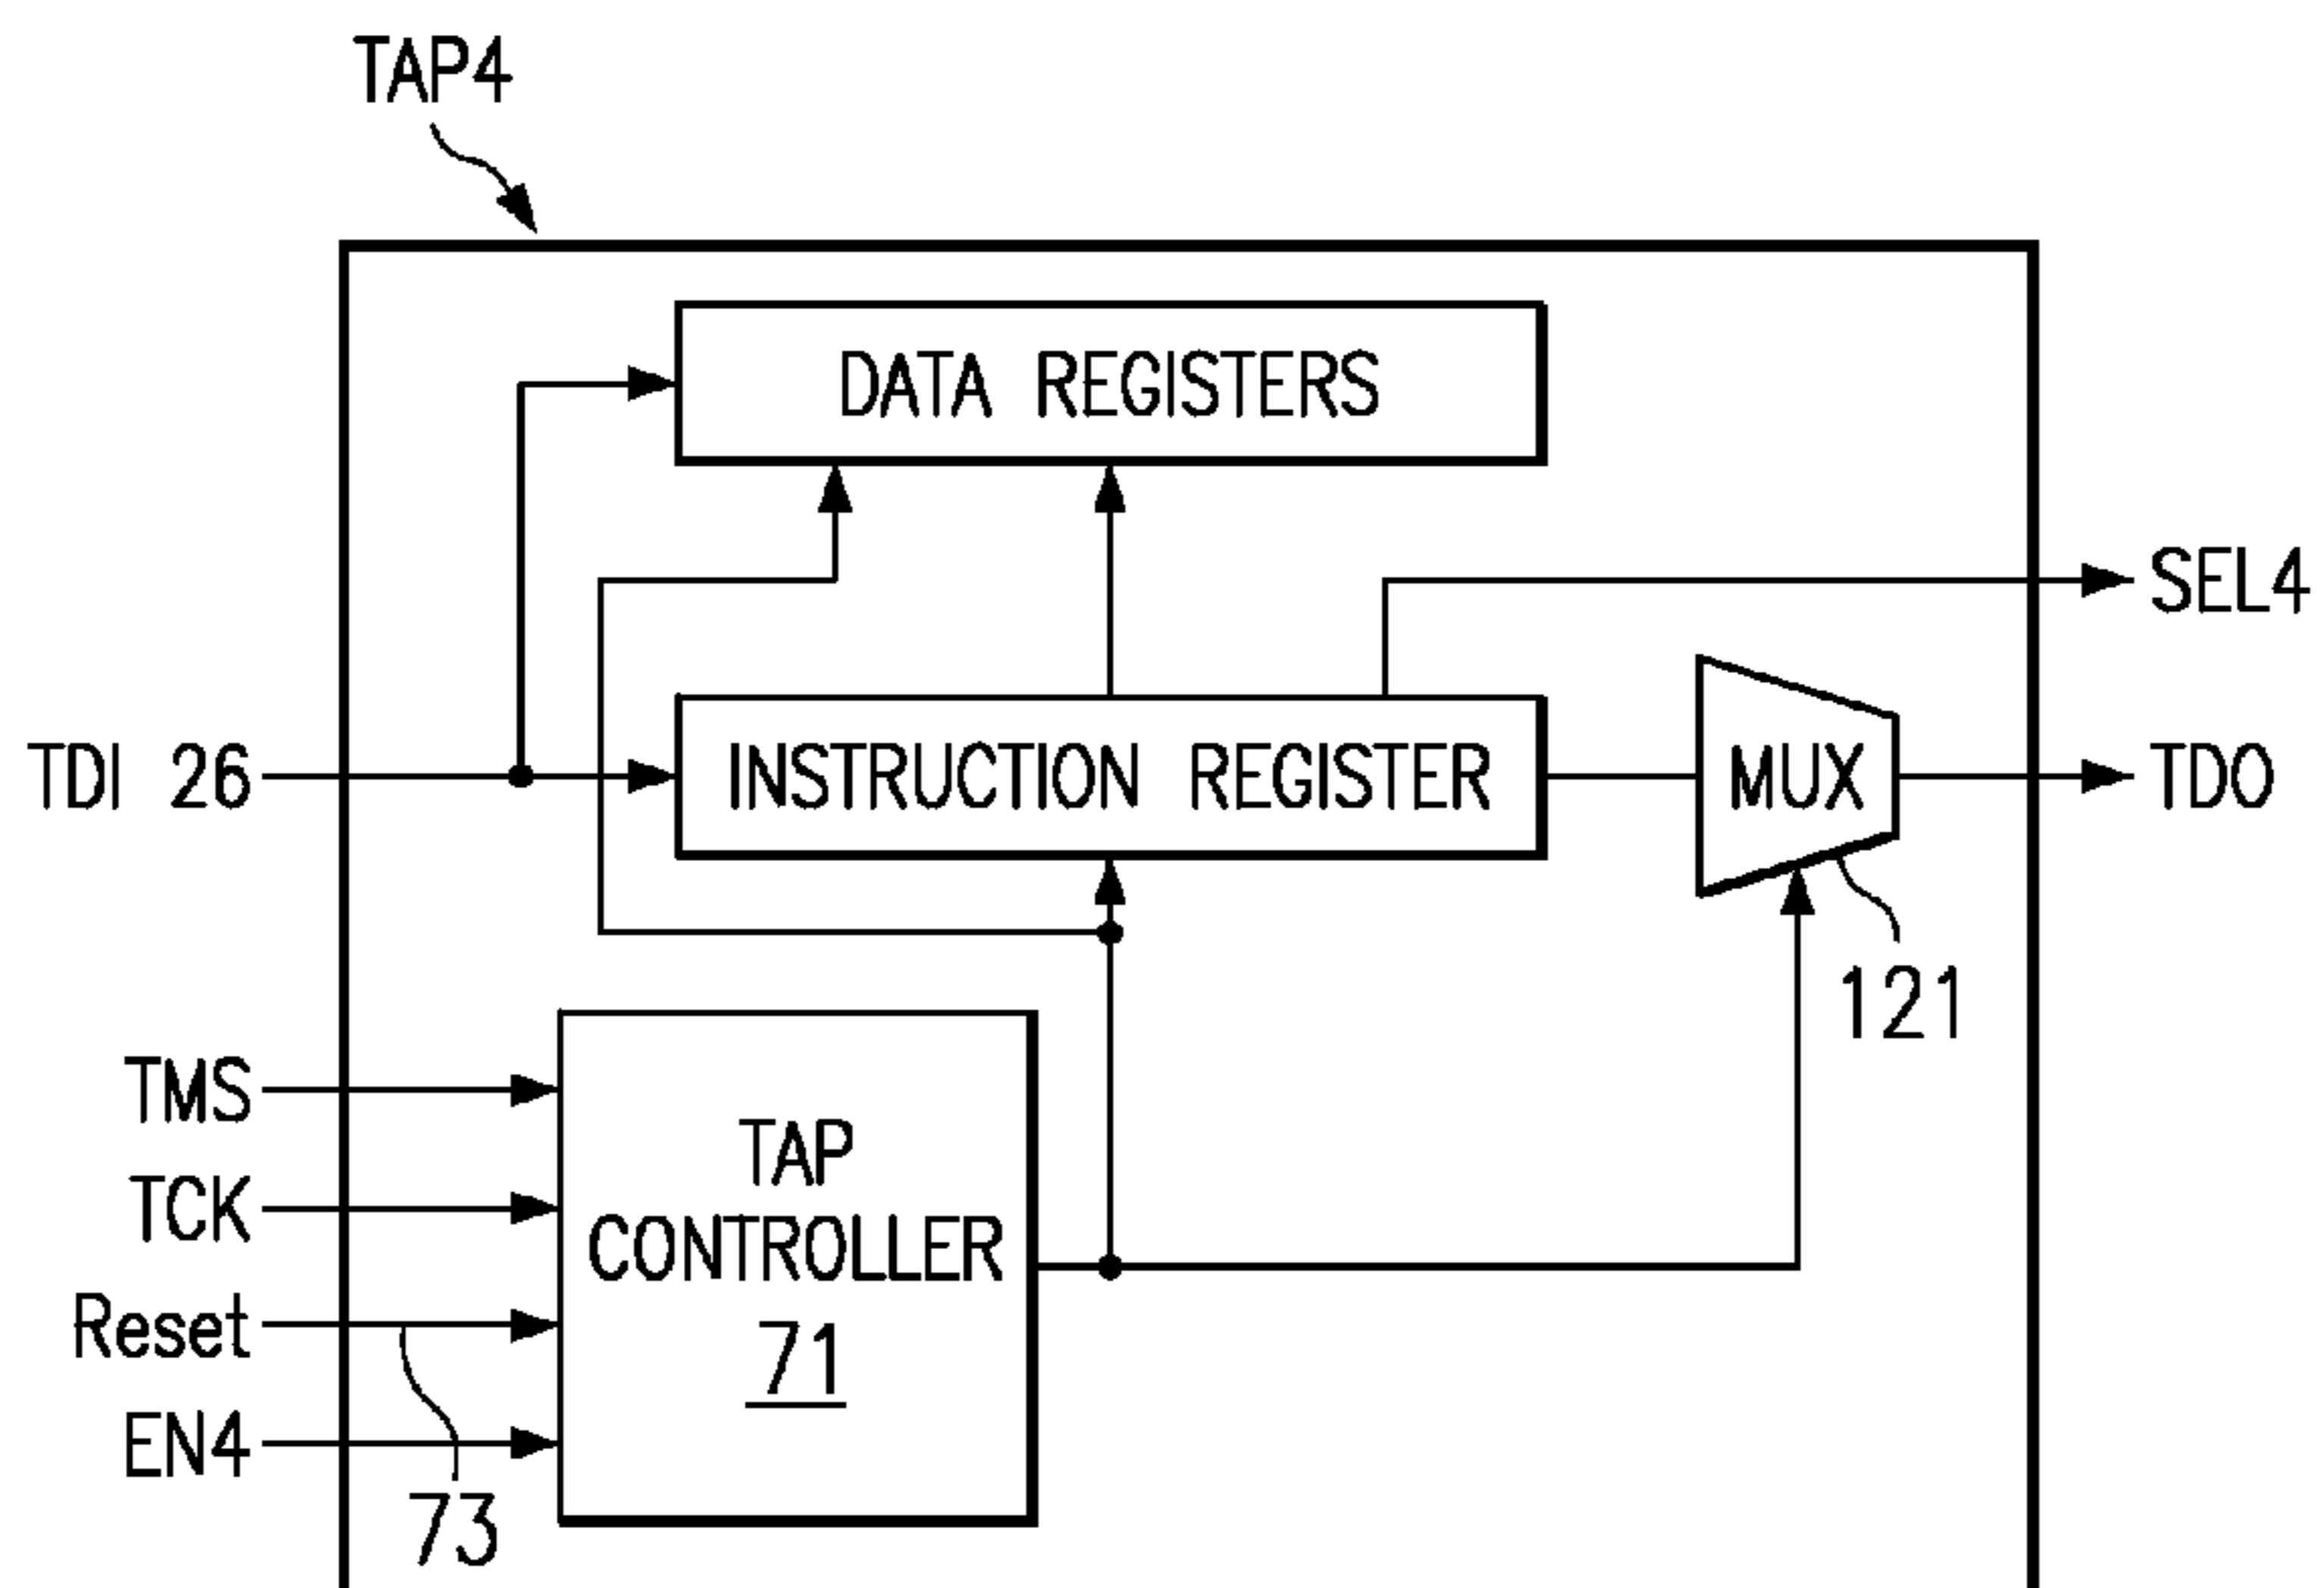 TAP4
DATA REGISTERS
SEL4
TDI 26
INSTRUCTION REGISTER
MUX
TDO
121
TMS
TCK
Reset
EN4
TAP
CONTROLLER
71
73